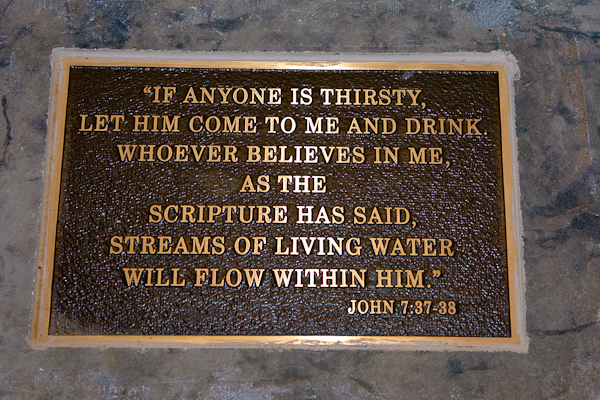 “IF ANYONE IS THIRSTY,
LET HIM COME TO ME AND DRINK.
WHOEVER BELIEVES IN ME,
AS THE
SCRIPTURE HAS SAID,
STREAMS OF LIVING WATER
WILL FLOW WITHIN HIM.”
JOHN 7:37-38